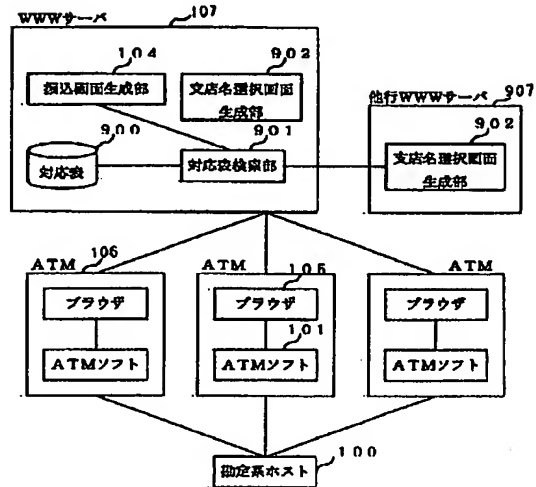 WWWサーバ
107
104
902
振込画面生成部
支店名選択画面
生成部
900
901
対応表
対応表検索部
他行WWWサーバ
907
902
支店名選択画面
生成部
106
ATM
ATM
ATM
105
ブラウザ
ブラウザ
ブラウザ
101
ATMソフト
ATMソフト
ATMソフト
100
勘定系ホスト